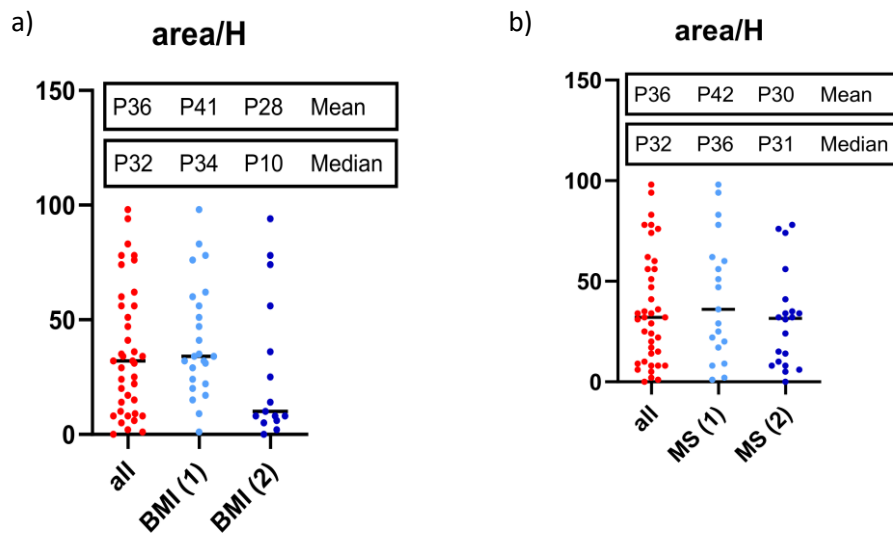 a)
area/H
150
P36 P41 P28 Mean
P32 P34 P10 Median
100
50
0
all
BMI (1)
BMI (2)
b)
area/H
150
P36 P42 P30 Mean
P32 P36 P31 Median
100
50
0
all
MS (1)
MS (2)